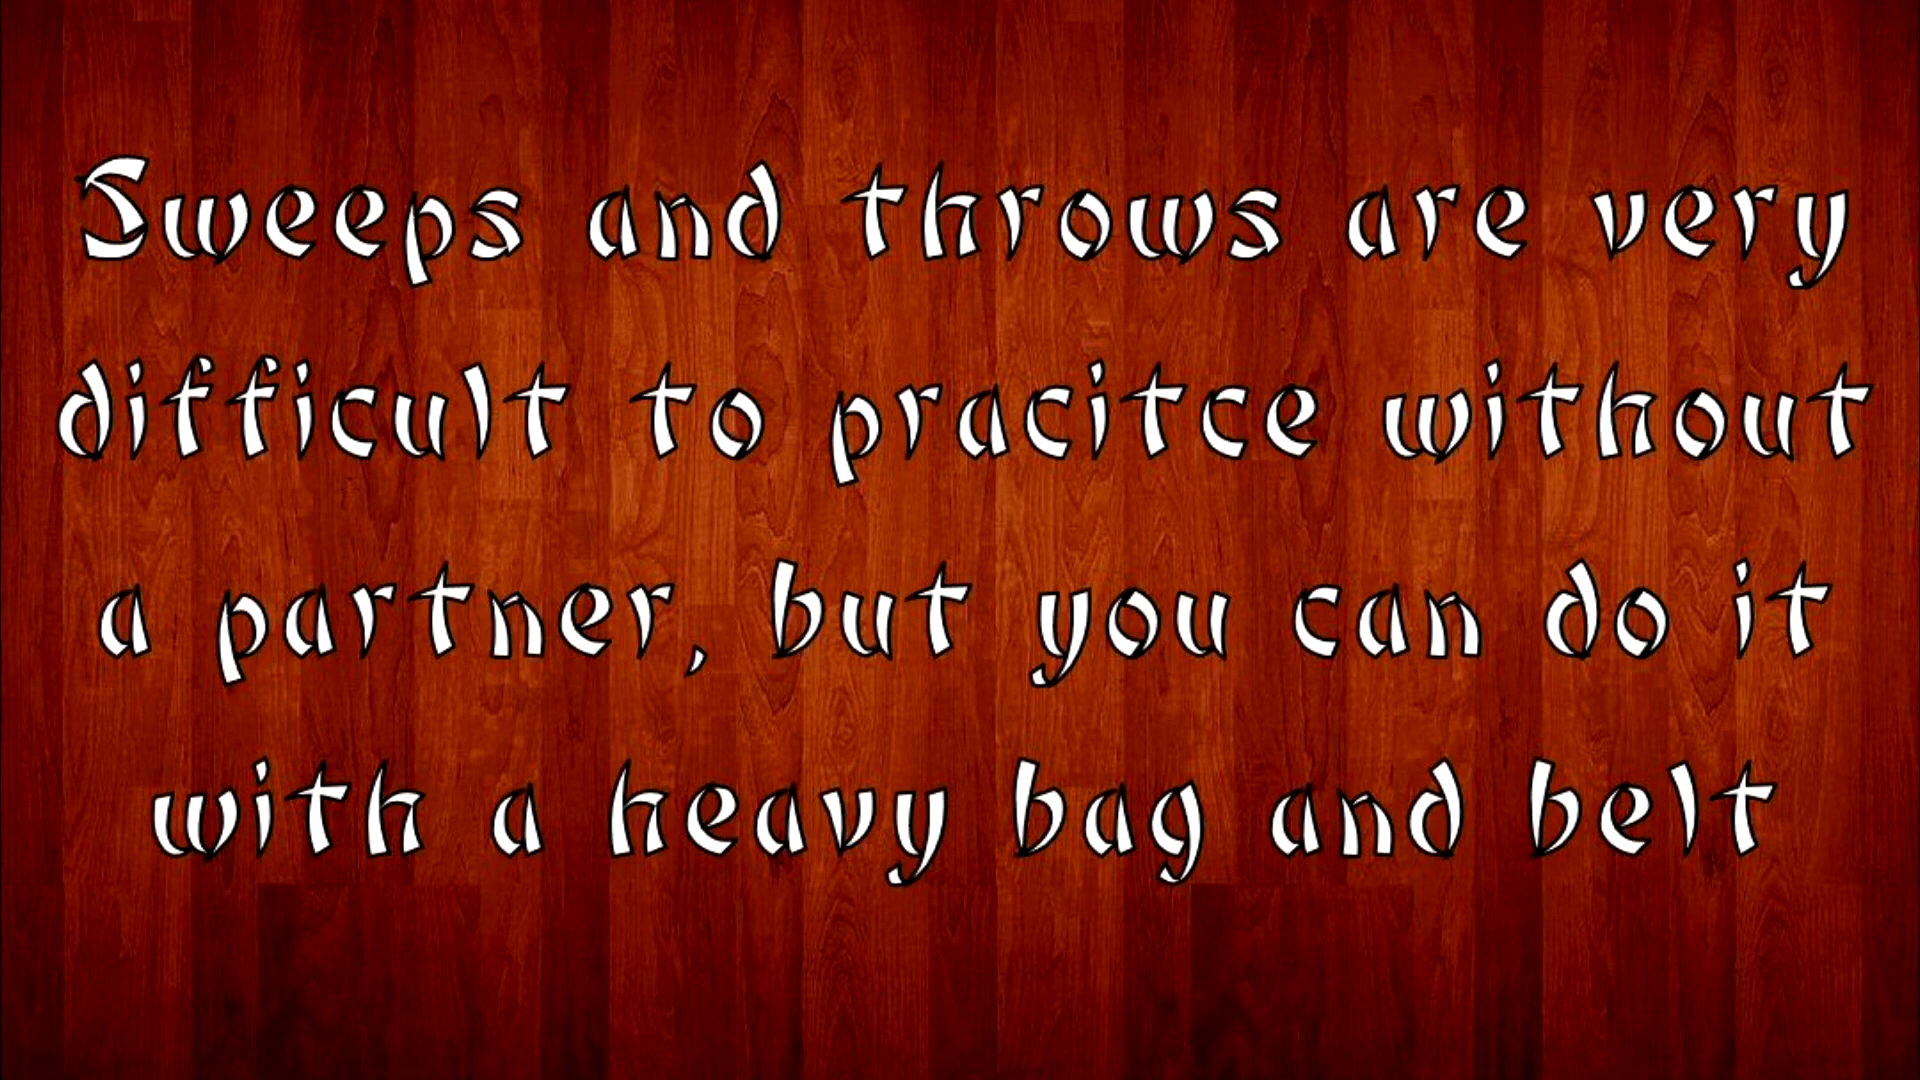 Sweeps and throws are very
difficult to pracitce without
a partner, but you can do it
with a heavy bag and belt